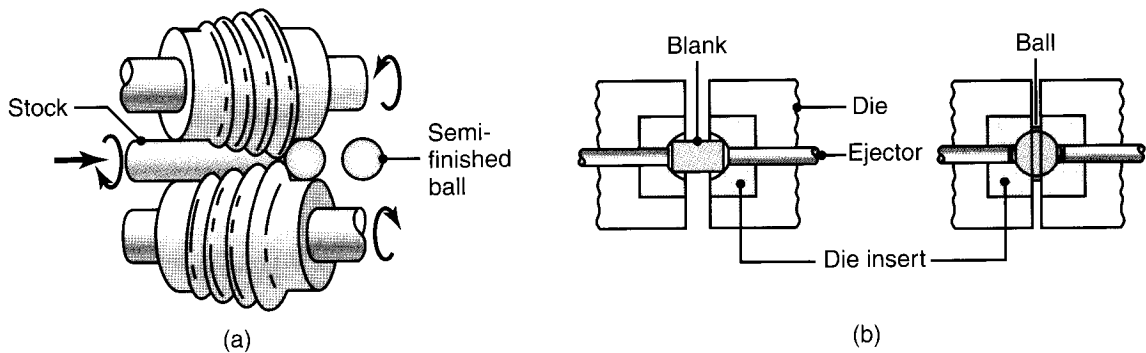 Stock
Semi-
finished
ball
(a)
Blank
Ball
Die
Ejector
Die insert
(b)